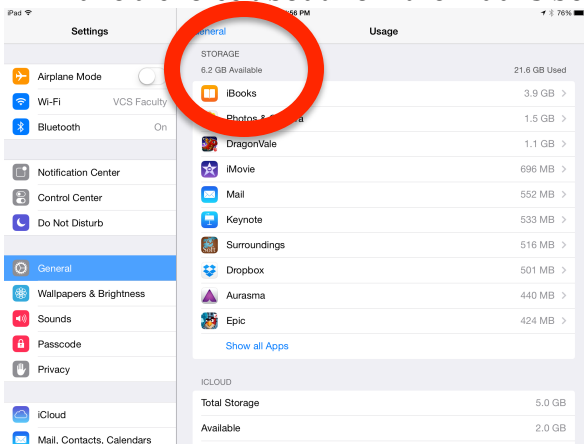 iPad
:56 PM
76%
Settings
General
Usage
STORAGE
6.2 GB Available
21.6 GB Used
Airplane Mode
iBooks
3.9 GB
Wi-Fi
VCS Faculty
Photos &
1.5 GB
Bluetooth
On
DragonVale
1.1 GB
iMovie
696 MB
Notification Center
Mail
552 MB
Control Center
Keynote
533 MB
Do Not Disturb
Surroundings
516 MB
General
Dropbox
501 MB
Wallpapers & Brightness
Aurasma
440 MB
Sounds
Epic
424 MB
Passcode
Show all Apps
Privacy
ICLOUD
iCloud
Total Storage
5.0 GB
Mail, Contacts, Calendars
Available
2.0 GB